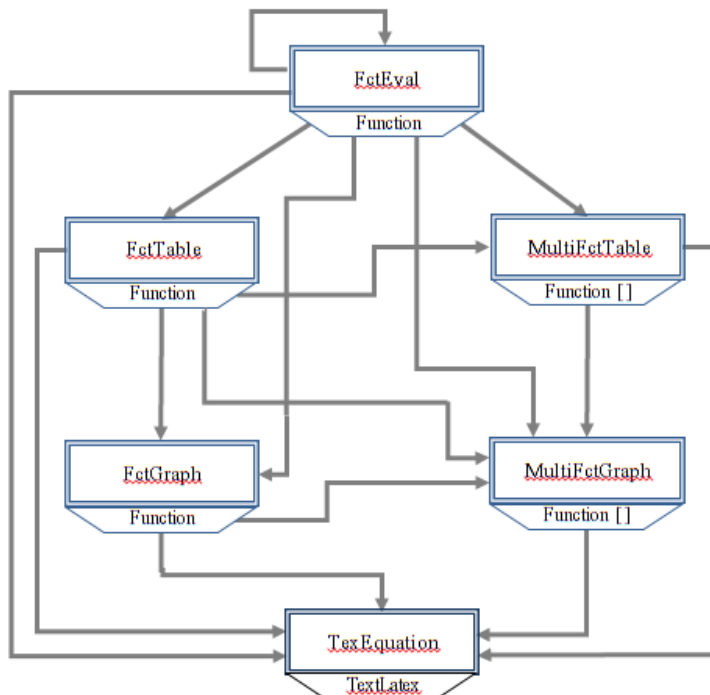 FctEval
Function
FctTable
Function
MultiFctTable
Function [ ]
FctGraph
Function
MultiFctGraph
Function [ ]
TexEquation
TextLatex